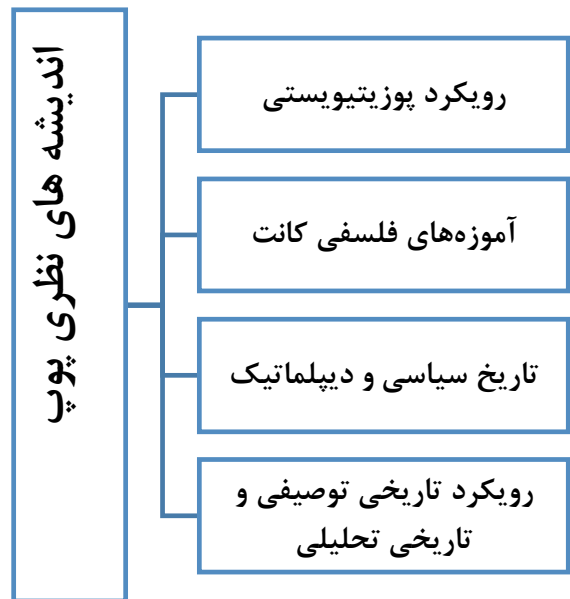 اندیشه های نظری پوپ
رویکرد پوزیتیویستی
آموزه‌های فلسفی کانت
تاریخ سیاسی و دیپلماتیک
رویکرد تاریخی توصیفی و
تاریخی تحلیلی